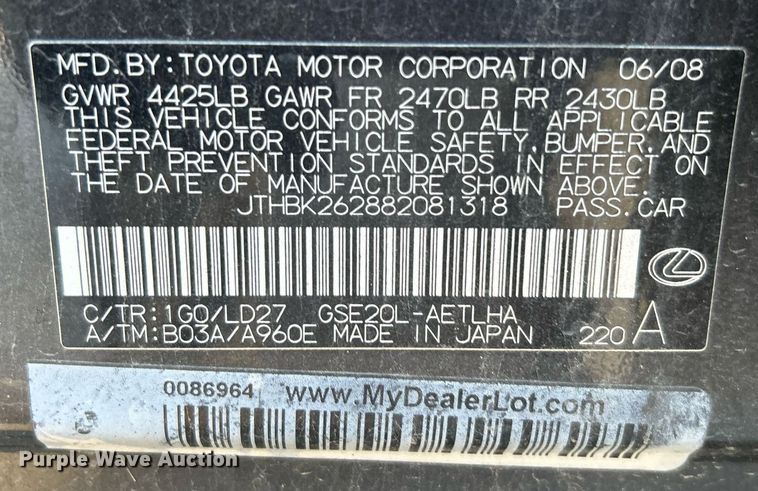 MFD.BY:TOYOTA MOTOR CORPORATION 06/08
GVWR 4425LB GAWR FR 2470LB RR 2430LB
THIS VEHICLE CONFORMS TO ALL APPLICABLE
FEDERAL MOTOR VEHICLE SAFETY,BUMPER,AND
THEFT PREVENTION STANDARDS IN EFFECT ON
THE DATE OF MANUFACTURE SHOWN ABOVE.
JTHBK262882081318 PASS.CAR
C/TR:1G0/LD27 GSE20L-AETLHA
A/TM:B03A/A960E MADE IN JAPAN 220 A
0086964 www.MyDealerLot.com
Purple Wave Auction